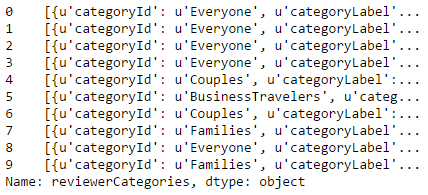 0 [{u'categoryId': u'Everyone', u'categoryLabel'...
1 [{u'categoryId': u'Everyone', u'categoryLabel'...
2 [{u'categoryId': u'Everyone', u'categoryLabel'...
3 [{u'categoryId': u'Everyone', u'categoryLabel'...
4 [{u'categoryId': u'Couples', u'categoryLabel':...
5 [{u'categoryId': u'BusinessTravelers', u'categ...
6 [{u'categoryId': u'Couples', u'categoryLabel':...
7 [{u'categoryId': u'Families', u'categoryLabel'...
8 [{u'categoryId': u'Everyone', u'categoryLabel'...
9 [{u'categoryId': u'Families', u'categoryLabel'...
Name: reviewerCategories, dtype: object